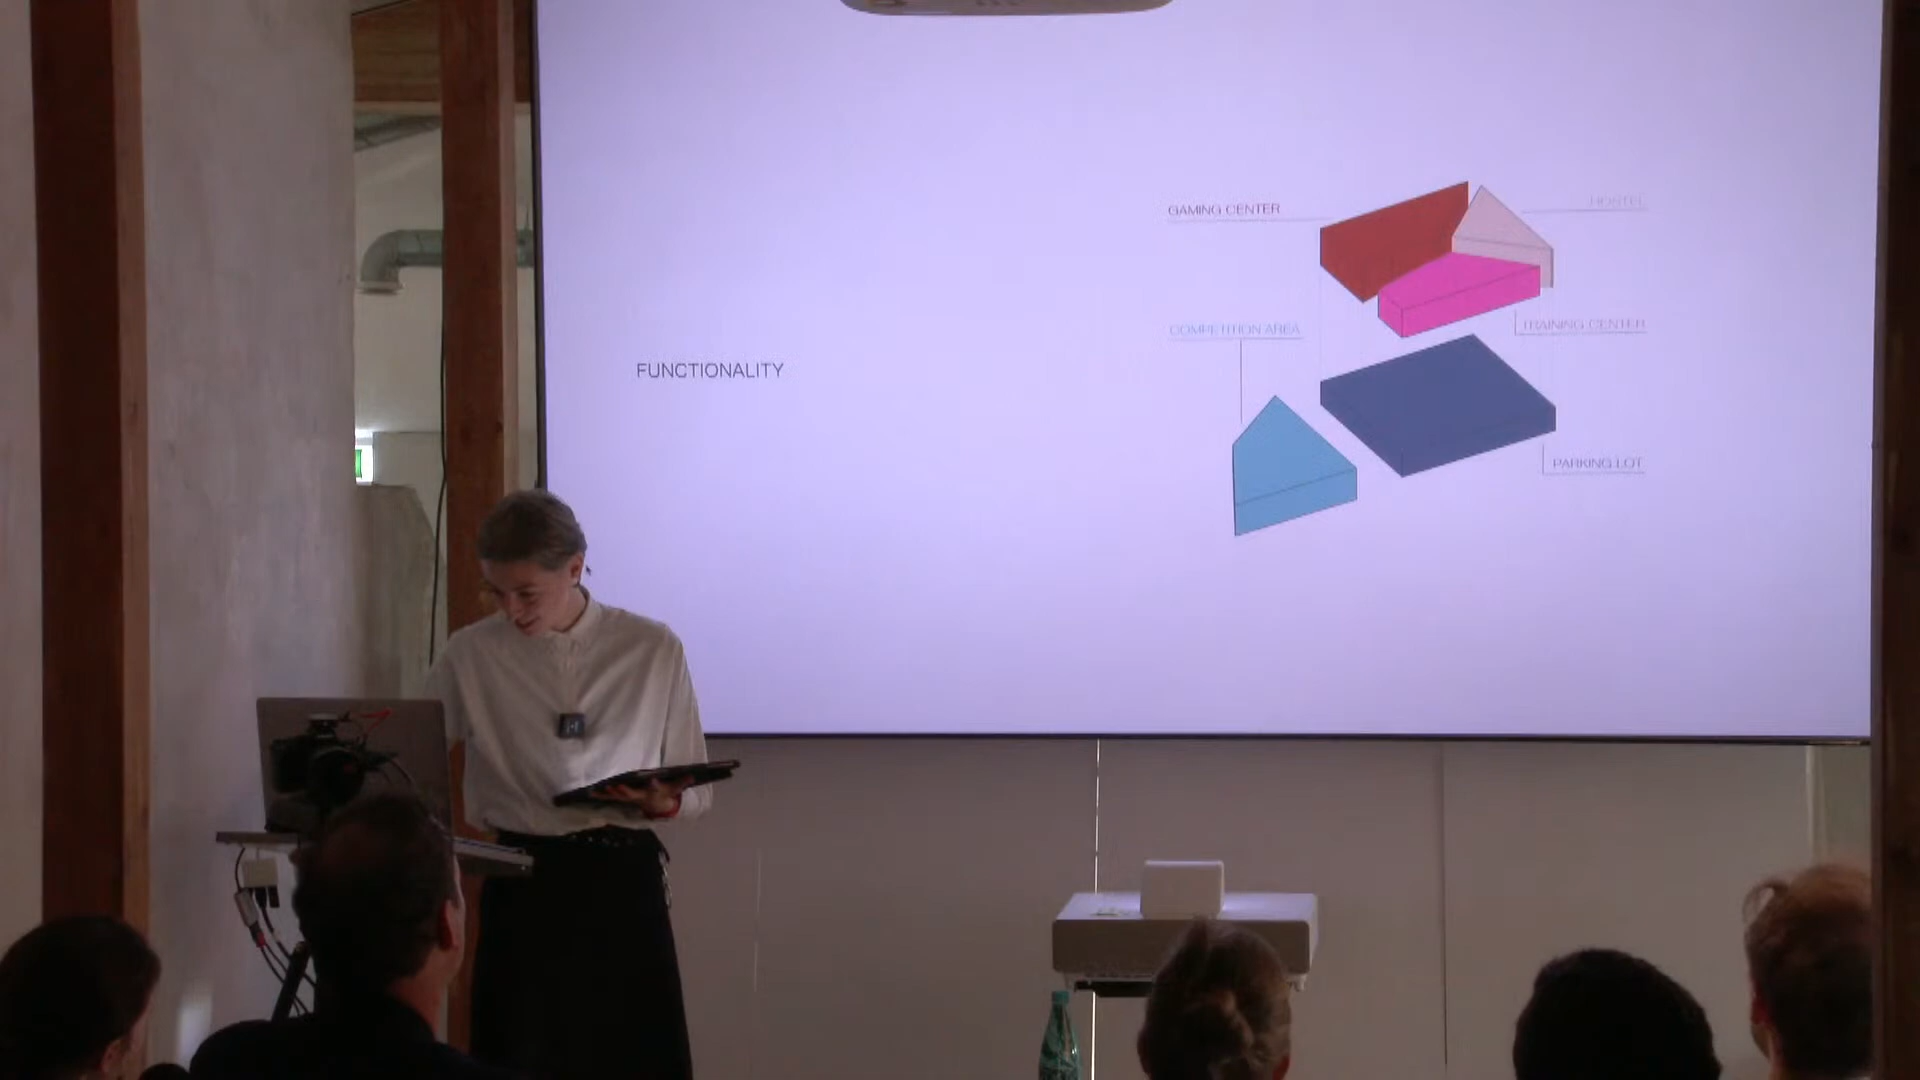 GAMING CENTER
HOSTEL
COMPETITION AREA
TRAINING CENTER
FUNCTIONALITY
PARKING LOT